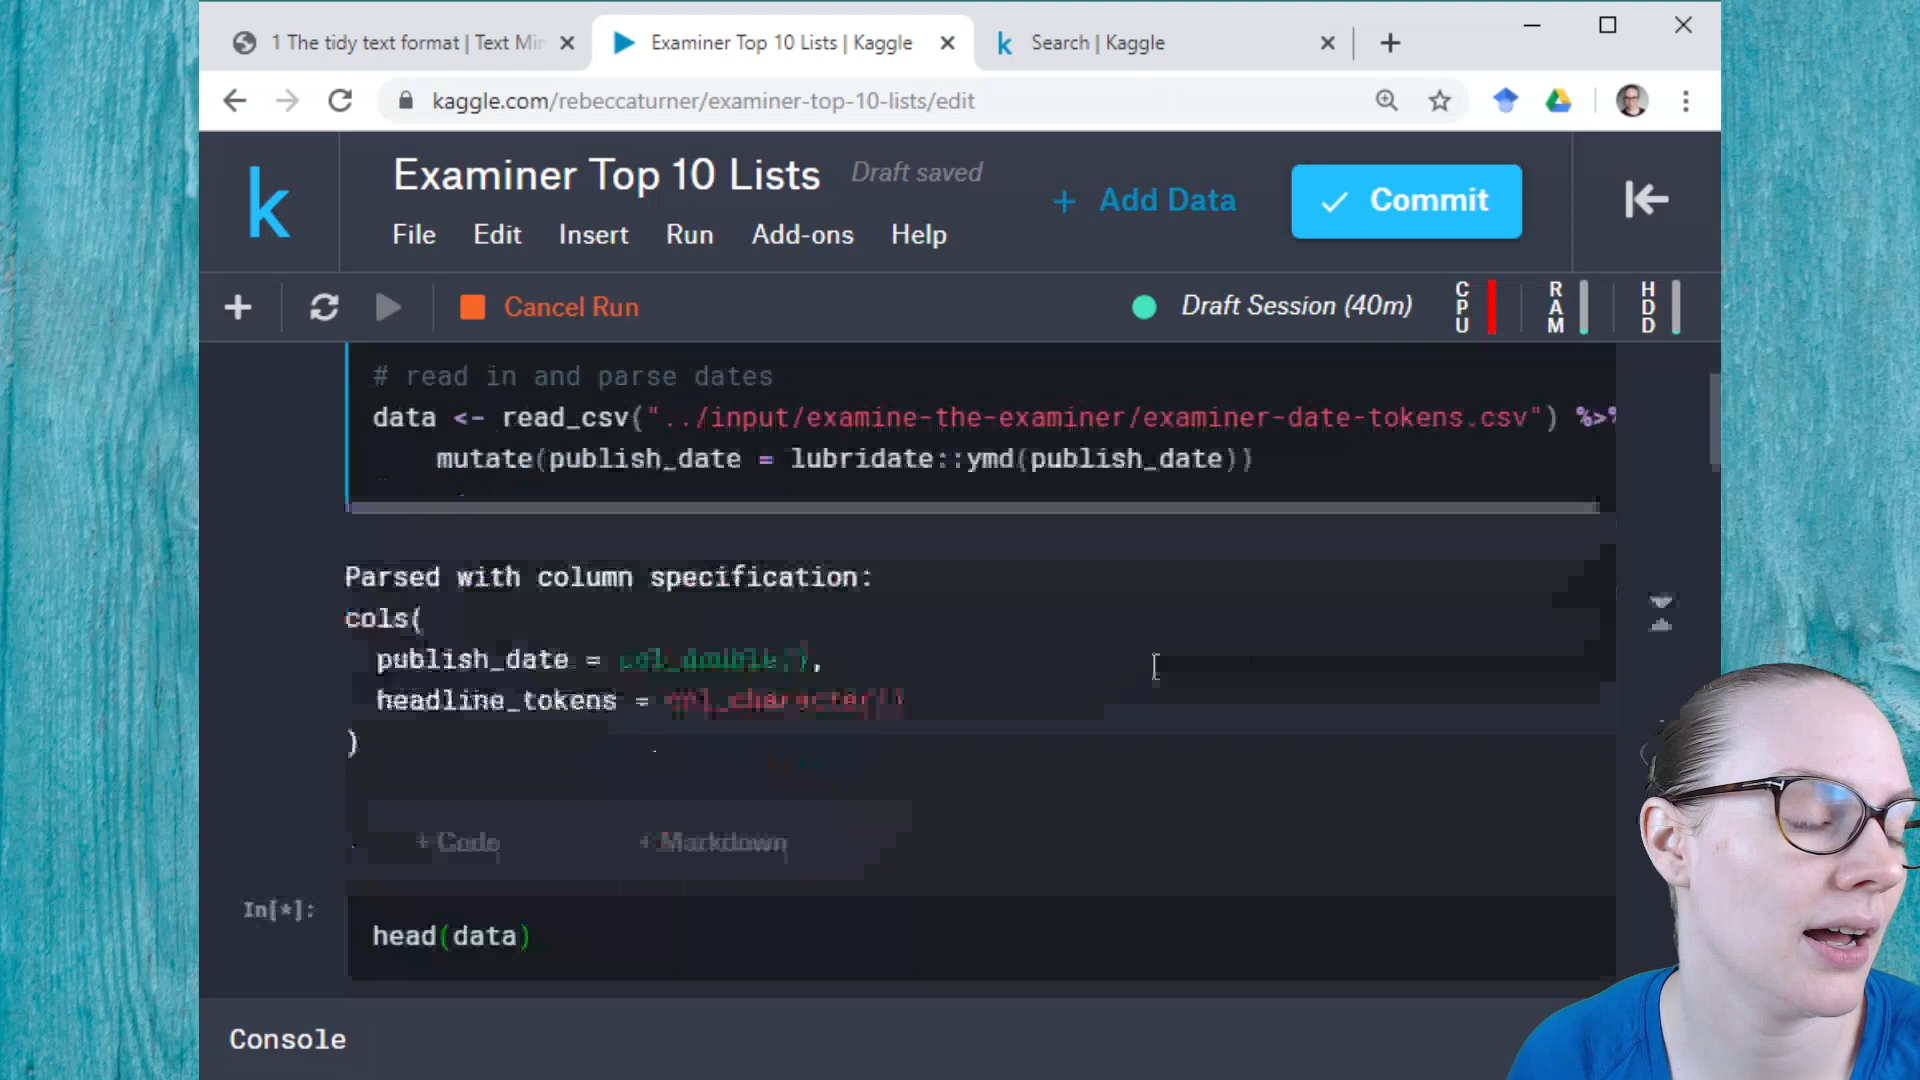 1 The tidy text format | Text Min
Examiner Top 10 Lists | Kaggle
k Search | Kaggle
kaggle.com/rebeccaturner/examiner-top-10-lists/edit
k
Examiner Top 10 Lists Draft saved
+ Add Data
Commit
File Edit Insert Run Add-ons Help
Cancel Run
Draft Session (40m)
CPU
RAM
HDD
# read in and parse dates
data <- read_csv("../input/examine-the-examiner/examiner-date-tokens.csv") %>%
mutate(publish_date = lubridate::ymd(publish_date))
Parsed with column specification:
cols(
publish_date = col_double(),
headline_tokens = col_character()
)
+ Code + Markdown
In[*]:
head(data)
Console